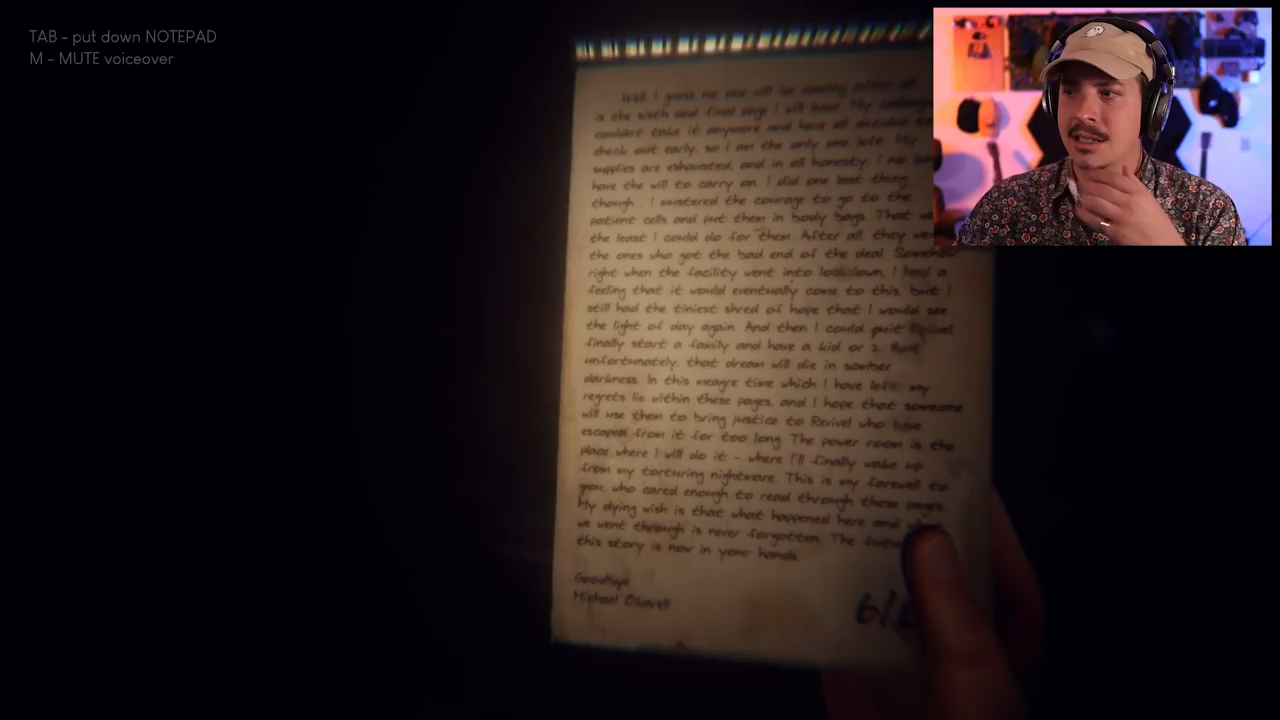 TAB - put down NOTEPAD
M - MUTE voiceover
Well I guess no one will be coming after all
is the sixth and final page I will leave. My
couldn't take it anymore and have all decided to
check out early, so I am the only one left. My
supplies are exhausted, and in all honesty, I no
have the will to carry on. I did one last thing
though... I mustered the courage to go to the
patient cells and put them in body bags. That
the least I could do for them. After all, they
the ones who got the bad end of the deal. Somehow
right when the facility went into lockdown, I had a
feeling that it would eventually come to this, but I
still had the tiniest shred of hope that I would see
the light of day again. And then I could quit Revivel
finally start a family and have a kid or 2. But
unfortunately, that dream will die in somber
darkness. In this meagre time which I have left, my
regrets lie within these pages, and I hope that someone
will use them to bring justice to Revivel who have
escaped from it for too long. The power room is the
place where I will do it - where I'll finally wake up
from my torturing nightmare. This is my farewell to
you, who cared enough to read through these pages.
My dying wish is that what happened here and
we went through is never forgotten. The
this story is now in your hands.
Goodbye
Michael
6/